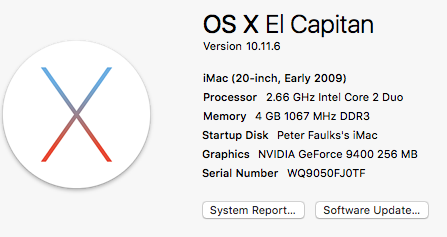 OS X El Capitan
Version 10.11.6
iMac (20-inch, Early 2009)
Processor 2.66 GHz Intel Core 2 Duo
Memory 4 GB 1067 MHz DDR3
Startup Disk Peter Faulks's iMac
Graphics NVIDIA GeForce 9400 256 MB
Serial Number WQ9050FJ0TF
System Report... Software Update...